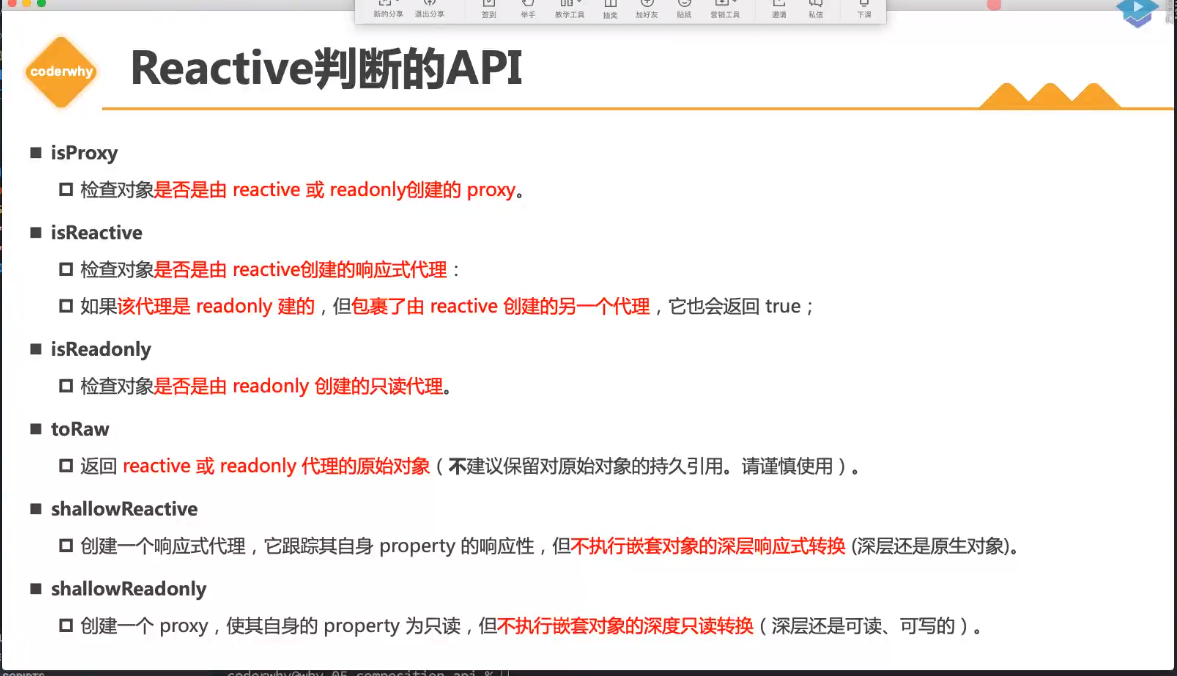 新的分享 退出分享 签到 举手 教学工具 抽奖 加好友 贴纸 营销工具 邀请 私信 下课
coderwhy
Reactive判断的API
isProxy
检查对象是否是由 reactive 或 readonly创建的 proxy。
isReactive
检查对象是否是由 reactive创建的响应式代理：
如果该代理是 readonly 建的，但包裹了由 reactive 创建的另一个代理，它也会返回 true；
isReadonly
检查对象是否是由 readonly 创建的只读代理。
toRaw
返回 reactive 或 readonly 代理的原始对象（不建议保留对原始对象的持久引用。请谨慎使用）。
shallowReactive
创建一个响应式代理，它跟踪其自身 property 的响应性，但不执行嵌套对象的深层响应式转换 (深层还是原生对象)。
shallowReadonly
创建一个 proxy，使其自身的 property 为只读，但不执行嵌套对象的深度只读转换（深层还是可读、可写的）。